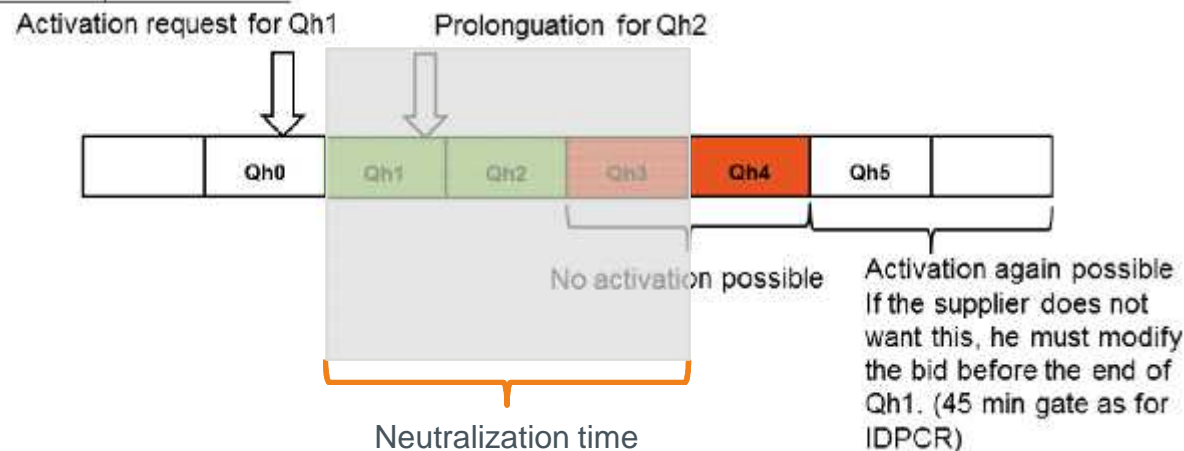 Activation request for Qh1
Prolonguation for Qh2
Qh0
Qh1
Qh2
Qh3
Qh4
Qh5
No activation possible
Activation again possible
If the supplier does not
want this, he must modify
the bid before the end of
Qh1. (45 min gate as for
IDPCR)
Neutralization time